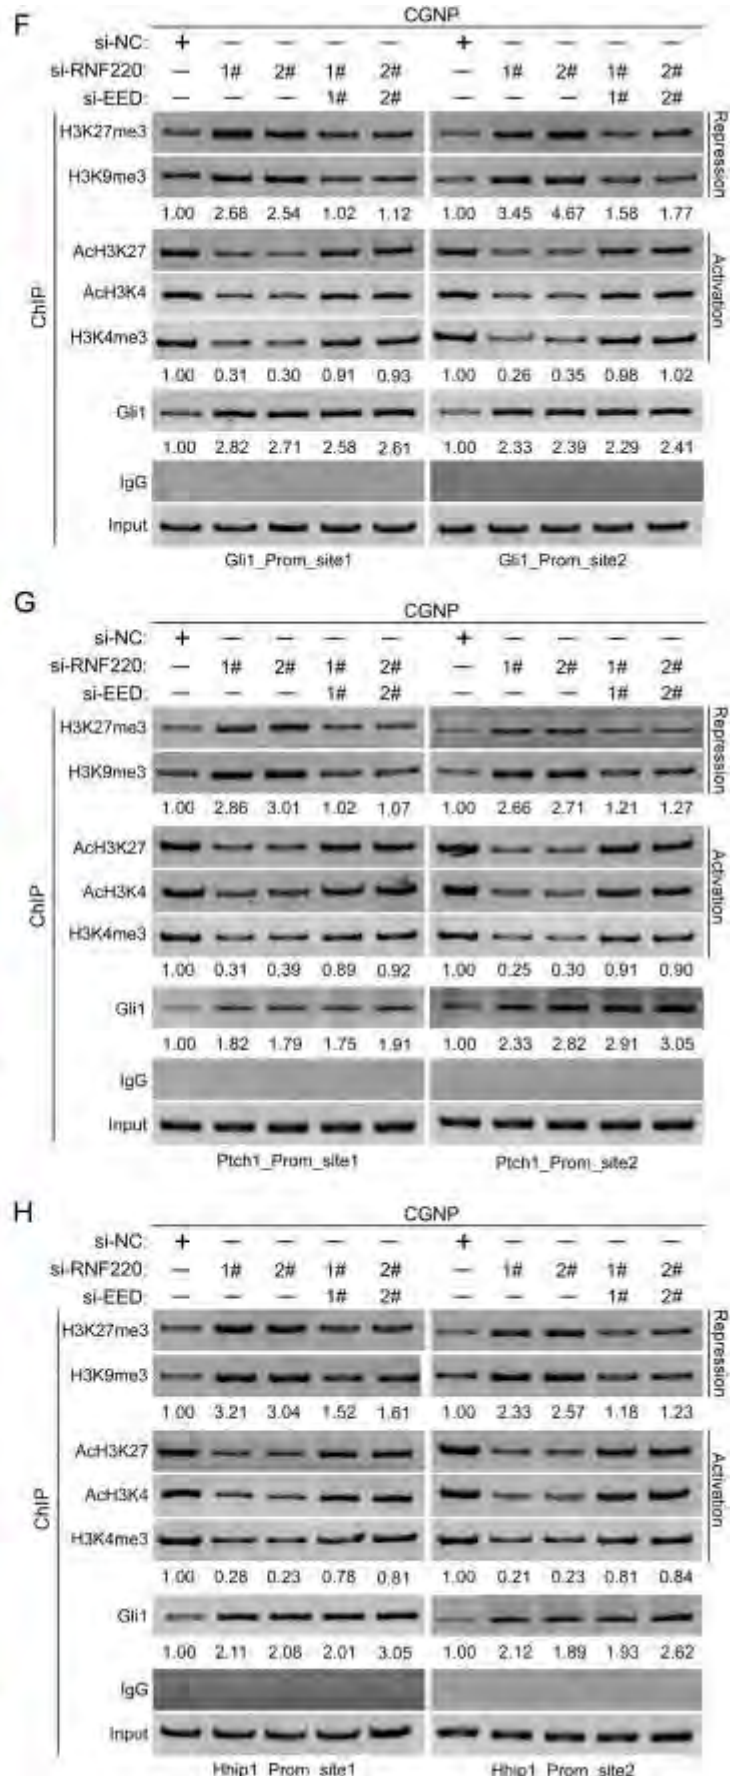 F
CGNP
si-NC: + — — — — + — — — —
si-RNF220: — 1# 2# 1# 2# — 1# 2# 1# 2#
si-EED: — — — 1# 2# — — — 1# 2#
H3K27me3
H3K9me3
Repression
1.00 2.68 2.54 1.02 1.12 1.00 3.45 4.67 1.58 1.77
AcH3K27
AcH3K4
H3K4me3
Activation
ChIP
1.00 0.31 0.30 0.91 0.93 1.00 0.26 0.35 0.98 1.02
Gli1
1.00 2.82 2.71 2.58 2.61 1.00 2.33 2.39 2.29 2.41
IgG
Input
Gli1_Prom_site1 Gli1_Prom_site2
G
CGNP
si-NC: + — — — — + — — — —
si-RNF220: — 1# 2# 1# 2# — 1# 2# 1# 2#
si-EED: — — — 1# 2# — — — 1# 2#
H3K27me3
H3K9me3
Repression
1.00 2.86 3.01 1.02 1.07 1.00 2.66 2.71 1.21 1.27
AcH3K27
AcH3K4
H3K4me3
Activation
ChIP
1.00 0.31 0.39 0.89 0.92 1.00 0.25 0.30 0.91 0.90
Gli1
1.00 1.82 1.79 1.75 1.91 1.00 2.33 2.82 2.91 3.05
IgG
Input
Ptch1_Prom_site1 Ptch1_Prom_site2
H
CGNP
si-NC: + — — — — + — — — —
si-RNF220: — 1# 2# 1# 2# — 1# 2# 1# 2#
si-EED: — — — 1# 2# — — — 1# 2#
H3K27me3
H3K9me3
Repression
1.00 3.21 3.04 1.52 1.61 1.00 2.33 2.57 1.18 1.23
AcH3K27
AcH3K4
H3K4me3
Activation
ChIP
1.00 0.28 0.23 0.78 0.81 1.00 0.21 0.23 0.81 0.84
Gli1
1.00 2.11 2.08 2.01 3.05 1.00 2.12 1.89 1.93 2.62
IgG
Input
Hhip1_Prom_site1 Hhip1_Prom_site2